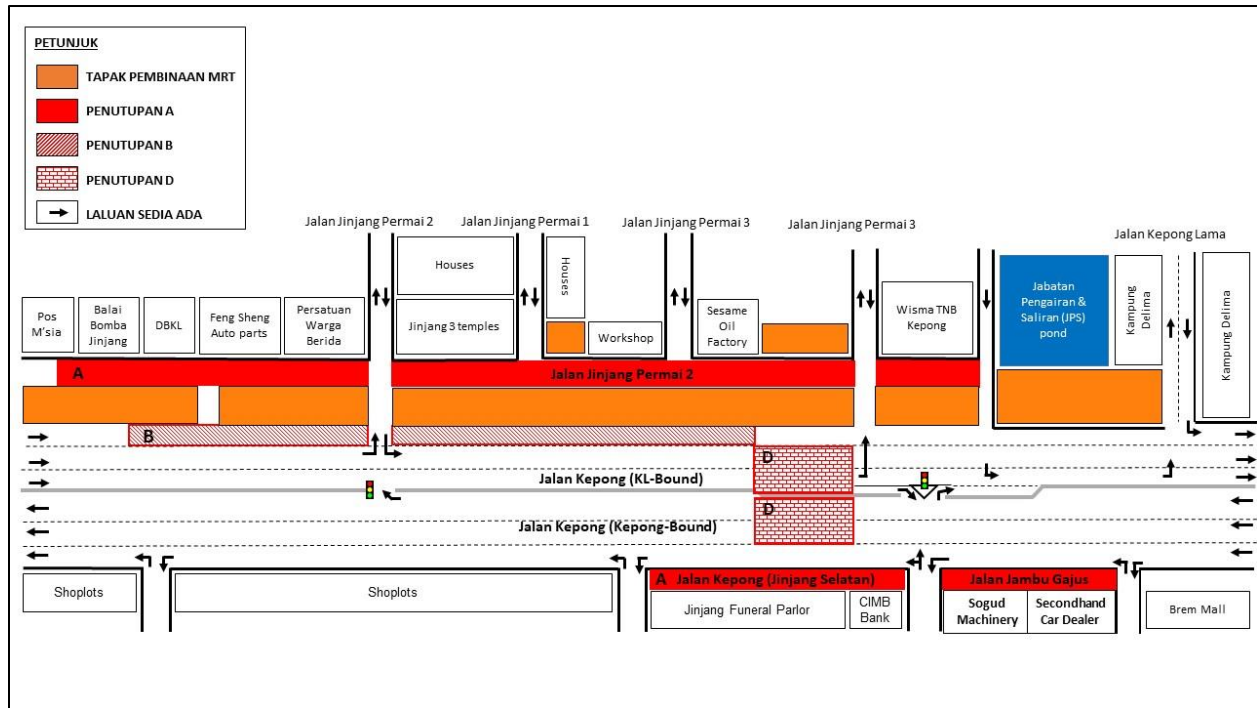 PETUNJUK
TAPAK PEMBINAAN MRT
PENUTUPAN A
PENUTUPAN B
PENUTUPAN D
LALUAN SEDIA ADA
Jalan Jinjang Permai 2
Jalan Jinjang Permai 1
Jalan Jinjang Permai 3
Jalan Jinjang Permai 3
Jalan Kepong Lama
Houses
Houses
Pos
M'sia
Balai
Bomba
Jinjang
DBKL
Feng Sheng
Auto parts
Persatuan
Warga
Berida
Jinjang 3 temples
Workshop
Sesame
Oil
Factory
Wisma TNB
Kepong
Jabatan
Pengairan &
Saliran (JPS)
pond
Kampung
Delima
Kampung Delima
A
Jalan Jinjang Permai 2
B
D
Jalan Kepong (KL-Bound)
D
Jalan Kepong (Kepong-Bound)
Shoplots
Shoplots
A Jalan Kepong (Jinjang Selatan)
Jinjang Funeral Parlor
CIMB
Bank
Jalan Jambu Gajus
Sogud
Machinery
Secondhand
Car Dealer
Brem Mall